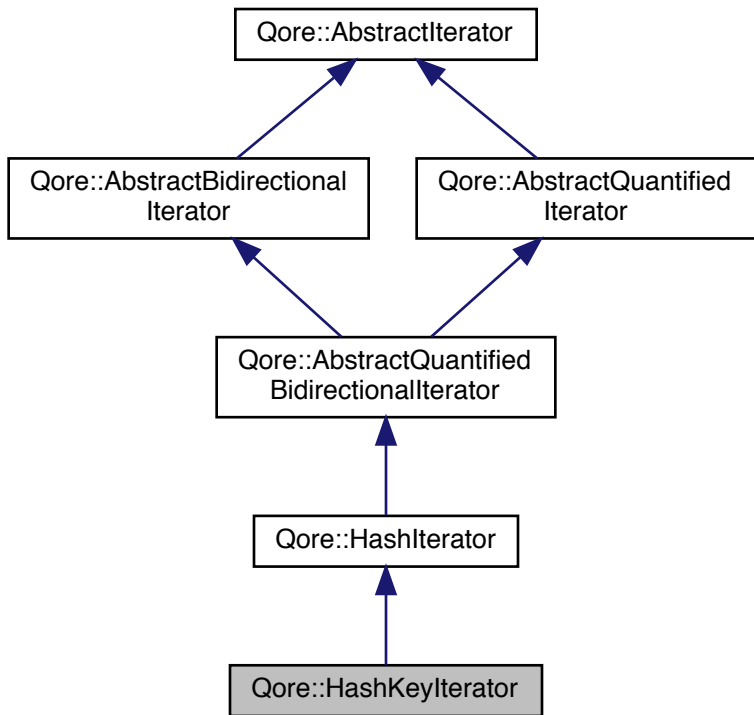 Qore::AbstractIterator
Qore::AbstractBidirectional
Iterator
Qore::AbstractQuantified
Iterator
Qore::AbstractQuantified
BidirectionalIterator
Qore::HashIterator
Qore::HashKeyIterator